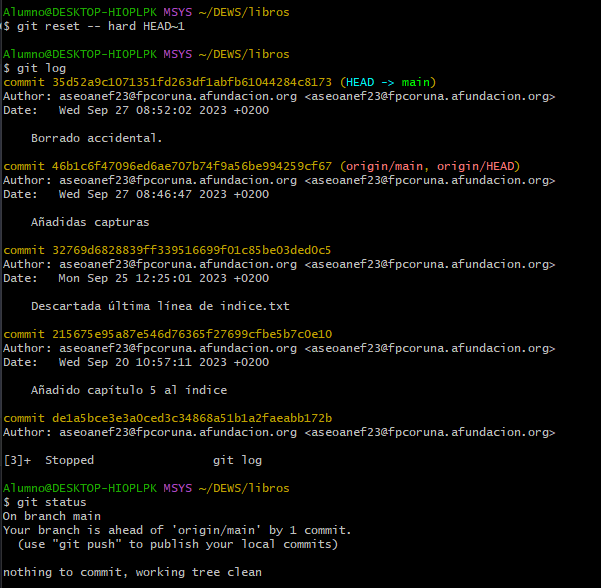 Alumno@DESKTOP-HIOPLPK MSYS ~/DEWS/libros
$ git reset -- hard HEAD~1
Alumno@DESKTOP-HIOPLPK MSYS ~/DEWS/libros
$ git log
commit 35d52a9c1071351fd263df1abfb61044284c8173 (HEAD -> main)
Author: aseoanef23@fpcoruna.afundacion.org <aseoanef23@fpcoruna.afundacion.org>
Date:   Wed Sep 27 08:52:02 2023 +0200
Borrado accidental.
commit 46b1c6f47096ed6ae707b74f9a56be994259cf67 (origin/main, origin/HEAD)
Author: aseoanef23@fpcoruna.afundacion.org <aseoanef23@fpcoruna.afundacion.org>
Date:   Wed Sep 27 08:46:47 2023 +0200
Añadidas capturas
commit 32769d6828839ff339516699f01c85be03ded0c5
Author: aseoanef23@fpcoruna.afundacion.org <aseoanef23@fpcoruna.afundacion.org>
Date:   Mon Sep 25 12:25:01 2023 +0200
Descartada última línea de indice.txt
commit 215675e95a87e546d76365f27699cfbe5b7c0e10
Author: aseoanef23@fpcoruna.afundacion.org <aseoanef23@fpcoruna.afundacion.org>
Date:   Wed Sep 20 10:57:11 2023 +0200
Añadido capítulo 5 al índice
commit de1a5bce3e3a0ced3c34868a51b1a2faeabb172b
Author: aseoanef23@fpcoruna.afundacion.org <aseoanef23@fpcoruna.afundacion.org>
[3]+  Stopped                 git log
Alumno@DESKTOP-HIOPLPK MSYS ~/DEWS/libros
$ git status
On branch main
Your branch is ahead of 'origin/main' by 1 commit.
(use "git push" to publish your local commits)
nothing to commit, working tree clean